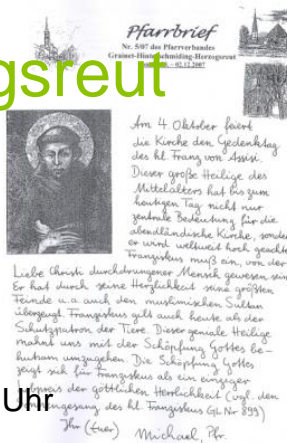 Pfarrbrief
Nr. 5/07 des Pfarrverbandes
Grainet-Hinterschmiding-Herzogsreut
– 02.12.2007
gsreut
Am 4. Oktober feiert
die Kirche den Gedenktag
des hl. Franz von Assisi.
Dieser große Heilige des
Mittelalters hat bis zum
heutigen Tag nicht nur
zentrale Bedeutung für die
abendländische Kirche, sondern
er wird weltweit hoch geachtet.
Franziskus muß ein, von der
Liebe Christi durchdrungener Mensch gewesen sein.
Er hat durch seine Herzlichkeit seine größten
Feinde u. a. auch den muslimischen Sultan
überzeugt. Franziskus gilt auch heute als der
Schutzpatron der Tiere. Dieser geniale Heilige
mahnt uns mit der Schöpfung Gottes be-
hutsam umzugehen. Die Schöpfung Gottes
zeigt sich für Franziskus als ein einziger
Lobpreis der göttlichen Herrlichkeit (vgl. den
Sonnengesang des hl. Franziskus GL Nr 899)
Uhr
Ihr (Euer) Michael Pfr.